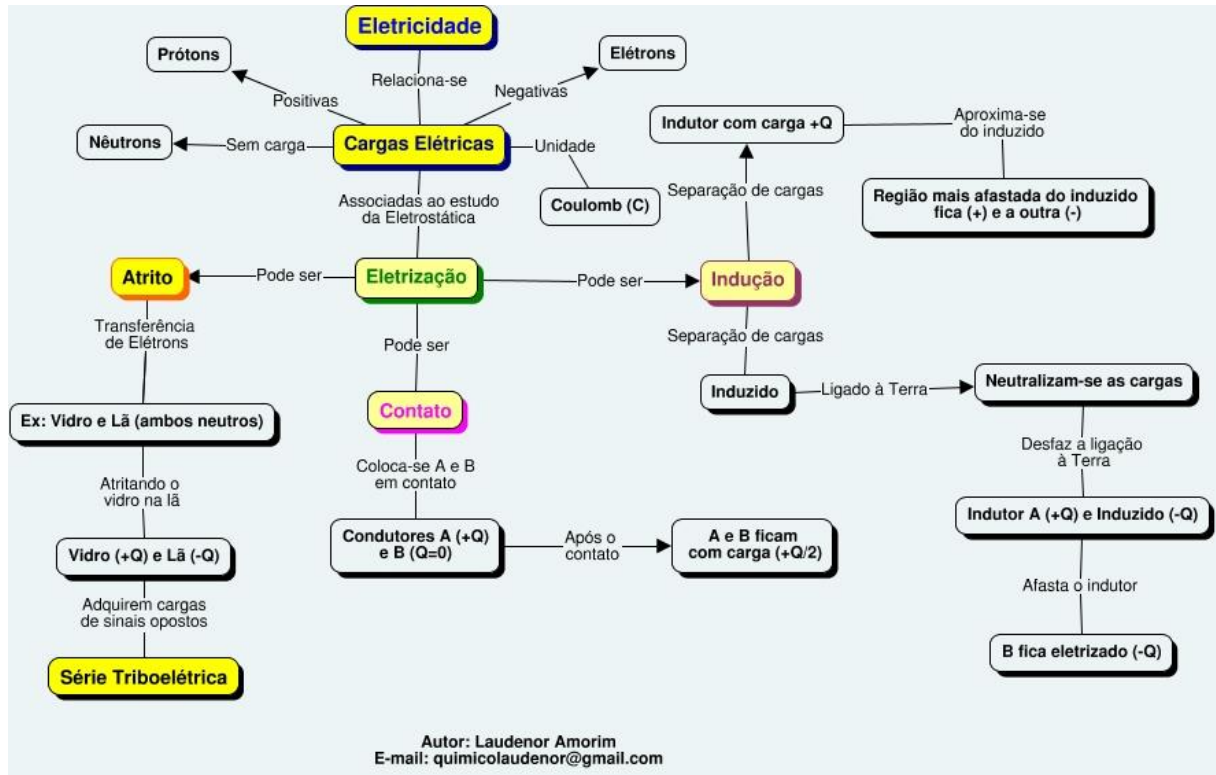 Eletricidade
Prótons
Elétrons
Relaciona-se
Positivas
Negativas
Nêutrons
Sem carga
Cargas Elétricas
Unidade
Coulomb (C)
Indutor com carga +Q
Aproxima-se
do induzido
Separação de cargas
Região mais afastada do induzido
fica (+) e a outra (-)
Associadas ao estudo
da Eletrostática
Atrito
Pode ser
Eletrização
Pode ser
Indução
Transferência
de Elétrons
Pode ser
Separação de cargas
Induzido
Ligado à Terra
Neutralizam-se as cargas
Ex: Vidro e Lã (ambos neutros)
Contato
Desfaz a ligação
à Terra
Atritando o
vidro na lã
Coloca-se A e B
em contato
Indutor A (+Q) e Induzido (-Q)
Vidro (+Q) e Lã (-Q)
Condutores A (+Q)
e B (Q=0)
Após o
contato
A e B ficam
com carga (+Q/2)
Afasta o indutor
Adquirem cargas
de sinais opostos
B fica eletrizado (-Q)
Série Triboelétrica
Autor: Laudenor Amorim
E-mail: quimicolaudenor@gmail.com